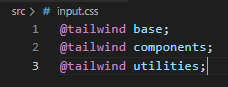 src > # input.css
1 @tailwind base;
2 @tailwind components;
3 @tailwind utilities;